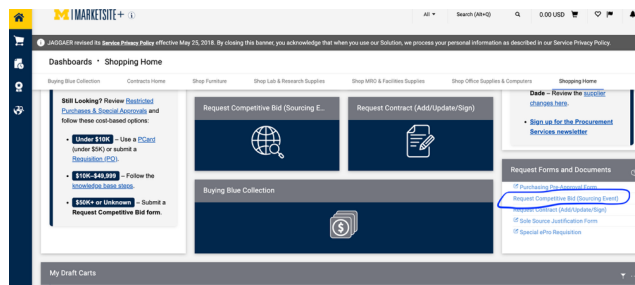 M | MARKETSITE+
All
Search (Alt+Q)
0.00 USD
JAGGAER revised its Service Privacy Policy effective May 25, 2018. By closing this banner, you acknowledge that when you use our Solution, we process your personal information as described in our Service Privacy Policy.
Dashboards • Shopping Home
Buying Blue Collection
Contracts Home
Shop Furniture
Shop Lab & Research Supplies
Shop MRO & Facilities Supplies
Shop Office Supplies & Computers
Shopping Home
Still Looking? Review Restricted
Purchases & Special Approvals and
follow these cost-based options:
• Under $10K – Use a PCard
(under $5K) or submit a
Requisition (PO).
• $10K-$49,999 – Follow the
knowledge base steps.
• $50K+ or Unknown – Submit a
Request Competitive Bid form.
Request Competitive Bid (Sourcing E...
Request Contract (Add/Update/Sign)
Buying Blue Collection
Dade – Review the supplier
changes here.
• Sign up for the Procurement
Services newsletter
Request Forms and Documents
Purchasing Pre-Approval Form
Request Competitive Bid (Sourcing Event)
Request Contract (Add/Update/Sign)
Sole Source Justification Form
Special ePro Requisition
My Draft Carts